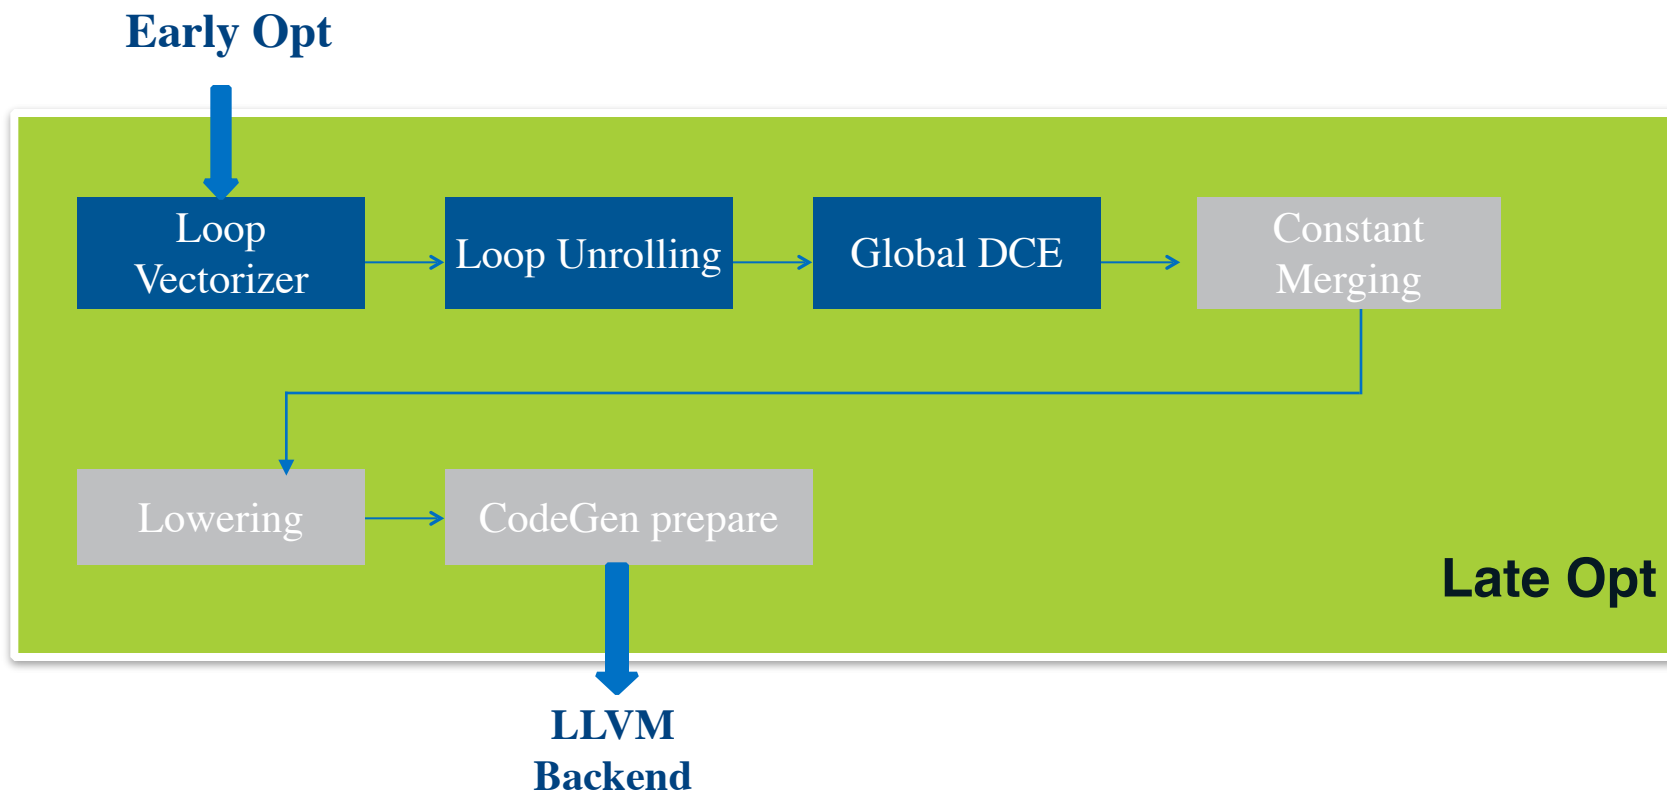 Early Opt
Loop
Vectorizer
Loop Unrolling
Global DCE
Constant
Merging
Lowering
CodeGen prepare
Late Opt
LLVM
Backend